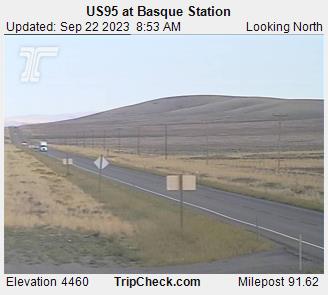 US95 at Basque Station
Updated: Sep 22 2023 8:53 AM Looking North
Elevation 4460 TripCheck.com Milepost 91.62